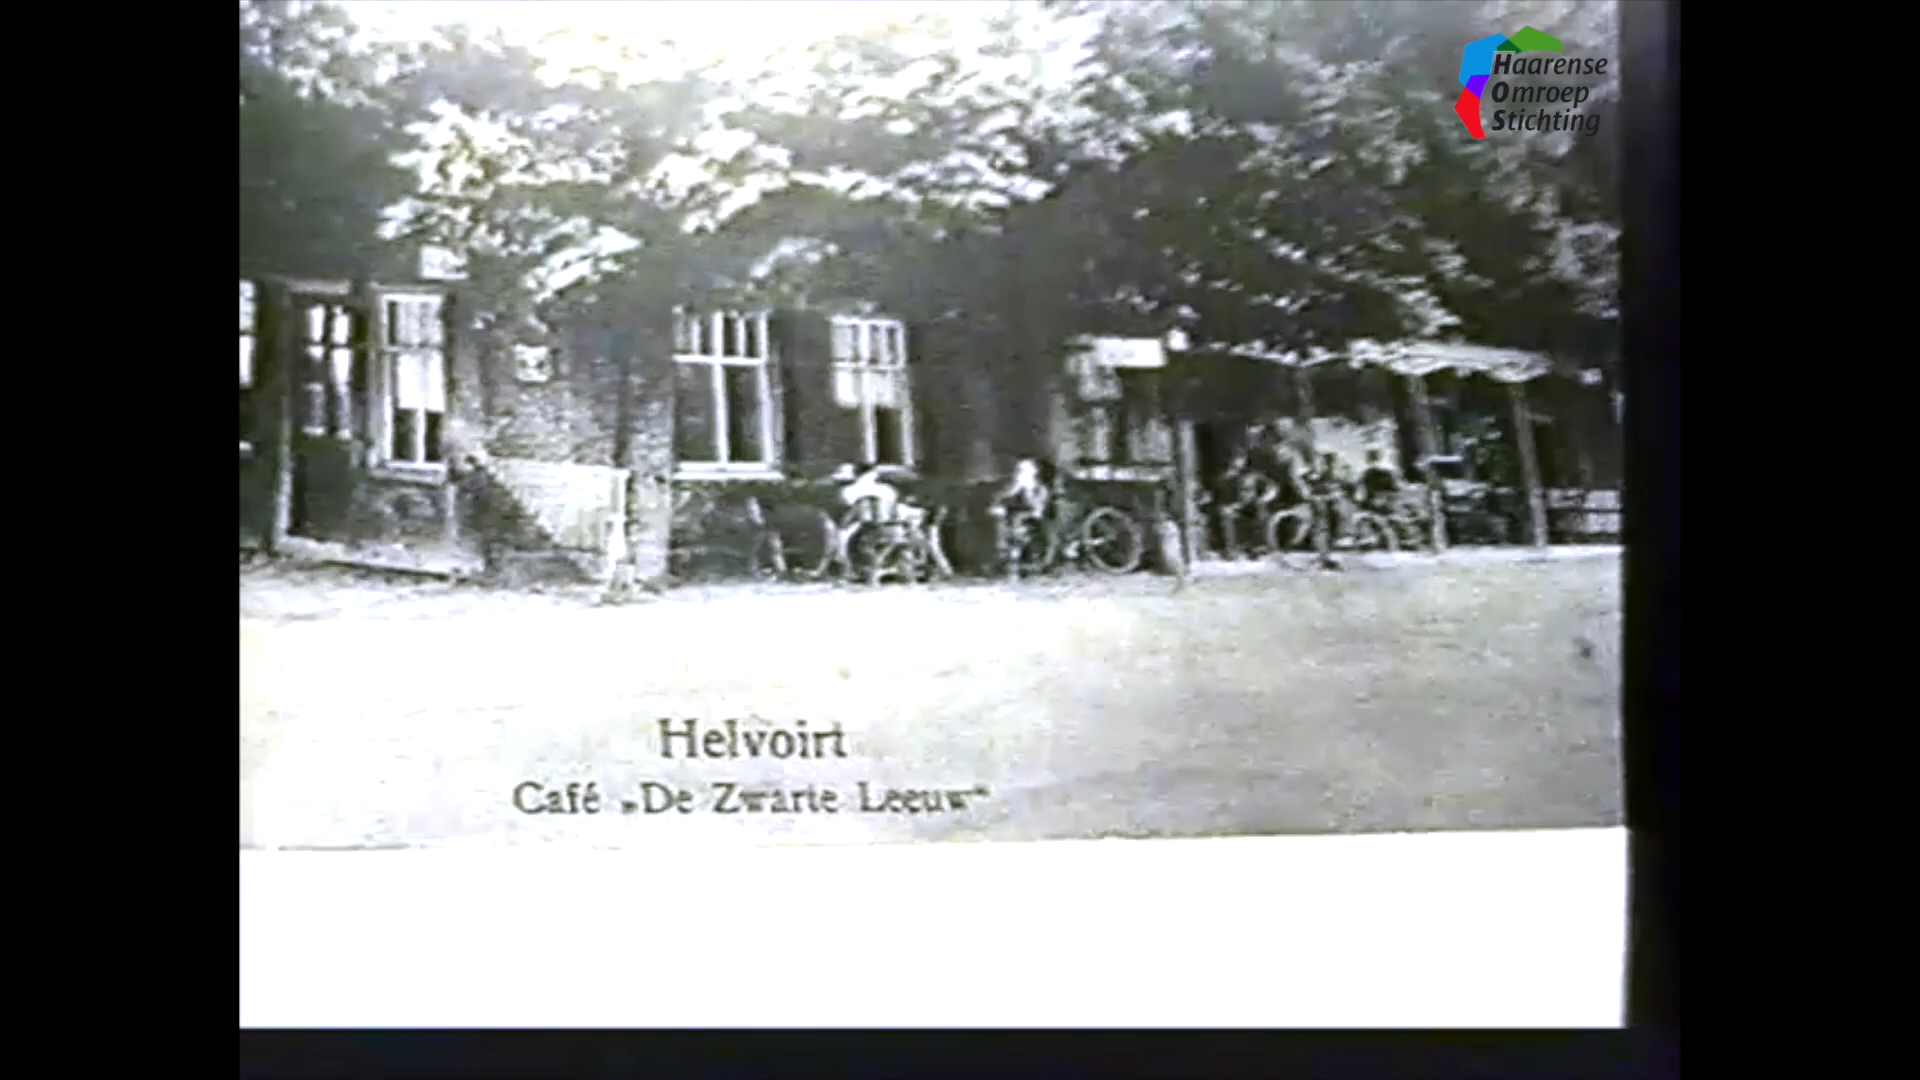 Haarense
Omroep
Stichting
Helvoirt
Café „De Zwarte Leeuw“